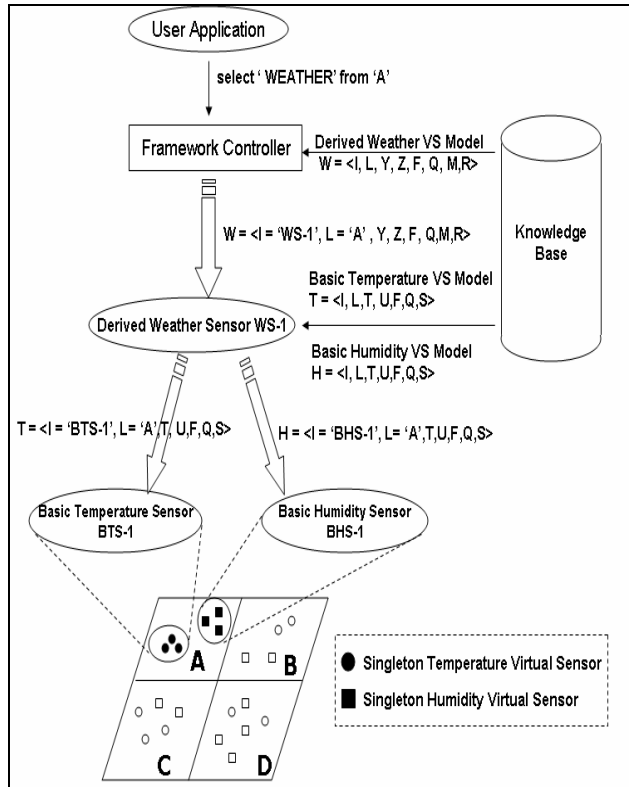 User Application
select ‘ WEATHER’ from ‘A’
Framework Controller
Derived Weather VS Model
W = <I, L, Y, Z, F, Q, M,R>
Knowledge
Base
W = <I = ‘WS-1’, L = ‘A’ , Y, Z, F, Q,M,R>
Basic Temperature VS Model
T = <I, L,T, U,F,Q,S>
Derived Weather Sensor WS-1
Basic Humidity VS Model
H = <I, L,T,U,F,Q,S>
T = <I = ‘BTS-1’, L= ‘A’,T, U,F,Q,S>
H = <I = ‘BHS-1’, L= ‘A’,T,U,F,Q,S>
Basic Temperature Sensor
BTS-1
Basic Humidity Sensor
BHS-1
A
B
C
D
Singleton Temperature Virtual Sensor
Singleton Humidity Virtual Sensor